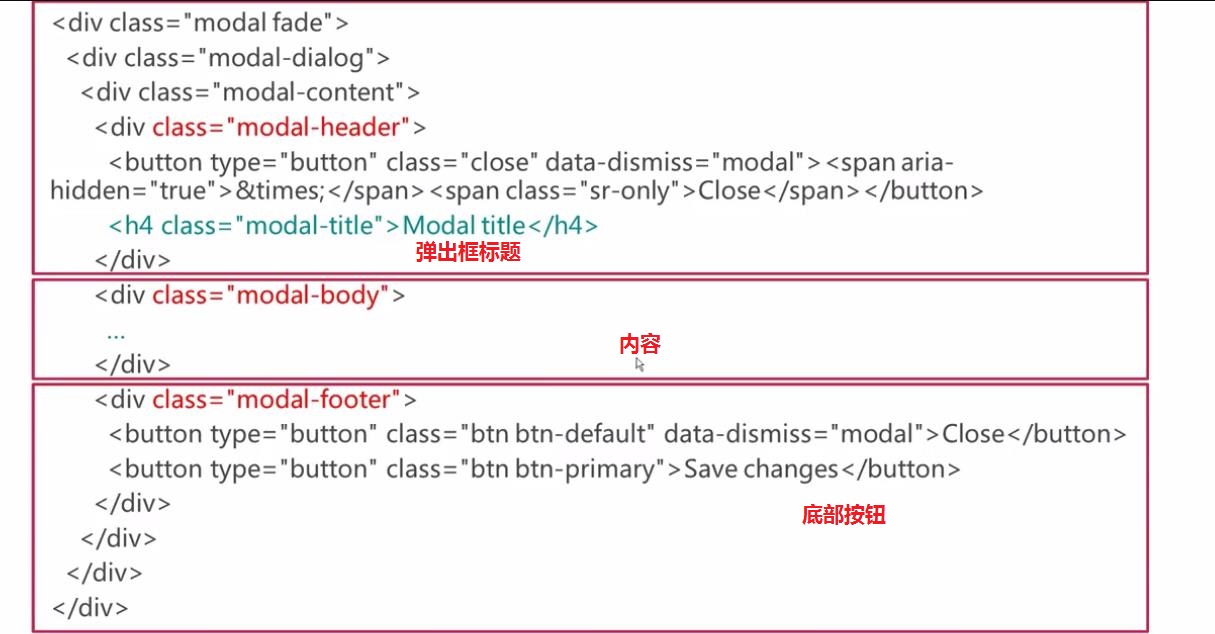 <div class="modal fade">
<div class="modal-dialog">
<div class="modal-content">
<div class="modal-header">
<button type="button" class="close" data-dismiss="modal"><span aria-
hidden="true">&times;</span><span class="sr-only">Close</span></button>
<h4 class="modal-title">Modal title</h4>
弹出框标题
</div>
<div class="modal-body">
...
内容
</div>
<div class="modal-footer">
<button type="button" class="btn btn-default" data-dismiss="modal">Close</button>
<button type="button" class="btn btn-primary">Save changes</button>
</div>
底部按钮
</div>
</div>
</div>